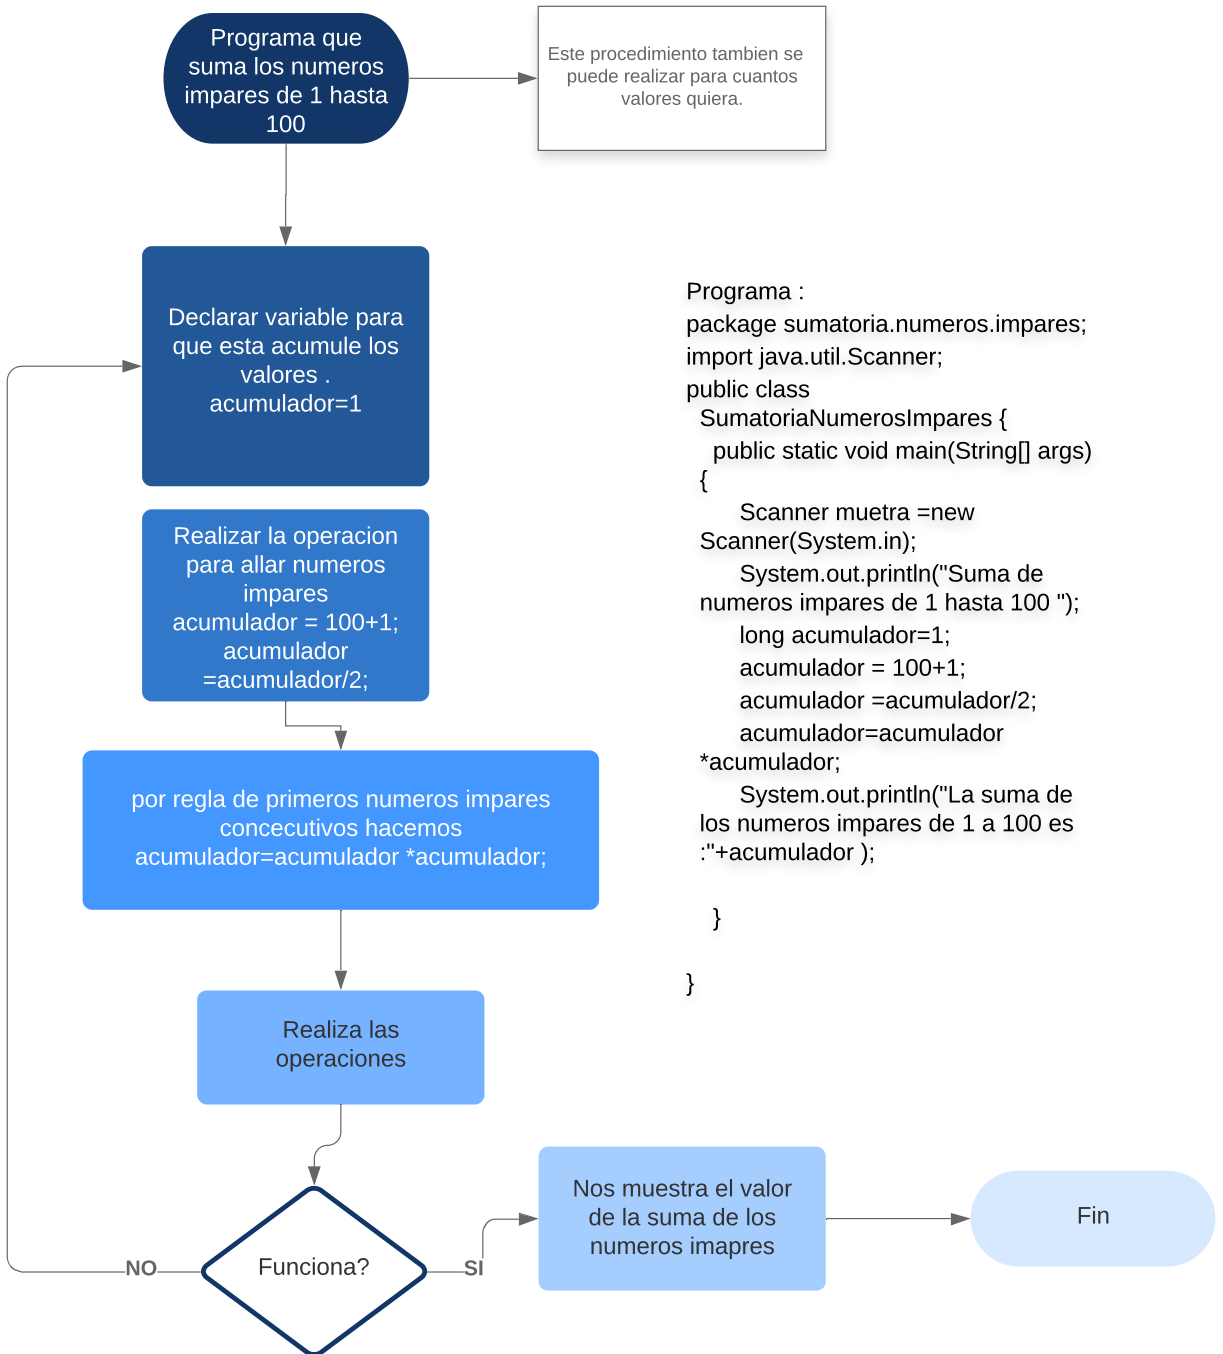 Programa que
suma los numeros
impares de 1 hasta
100
Este procedimiento tambien se
puede realizar para cuantos
valores quiera.
Declarar variable para
que esta acumule los
valores .
acumulador=1
Realizar la operacion
para allar numeros
impares
acumulador = 100+1;
acumulador
=acumulador/2;
por regla de primeros numeros impares
concecutivos hacemos
acumulador=acumulador *acumulador;
Realiza las
operaciones
Funciona?
NO
SI
Nos muestra el valor
de la suma de los
numeros imapres
Fin
Programa :
package sumatoria.numeros.impares;
import java.util.Scanner;
public class
SumatoriaNumerosImpares {
public static void main(String[] args)
{
Scanner muetra =new
Scanner(System.in);
System.out.println("Suma de
numeros impares de 1 hasta 100 ");
long acumulador=1;
acumulador = 100+1;
acumulador =acumulador/2;
acumulador=acumulador
*acumulador;
System.out.println("La suma de
los numeros impares de 1 a 100 es
:"+acumulador );
}
}